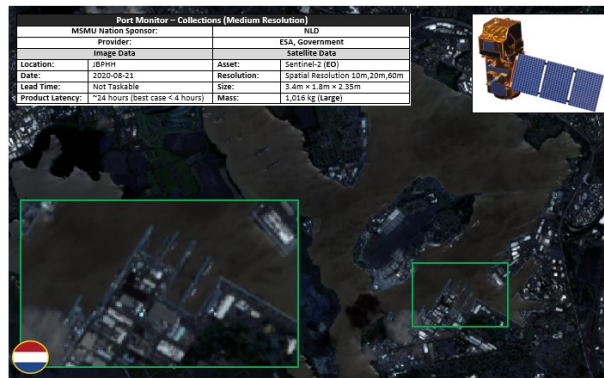 Port Monitor – Collections (Medium Resolution)
MSMU Nation Sponsor: NLD
Provider: ESA, Government
Image Data Satellite Data
Location: JBPHH Asset: Sentinel-2 (EO)
Date: 2020-08-21 Resolution: Spatial Resolution 10m,20m,60m
Lead Time: Not Taskable Size: 3.4m × 1.8m × 2.35m
Product Latency: ~24 hours (best case < 4 hours) Mass: 1,016 kg (Large)